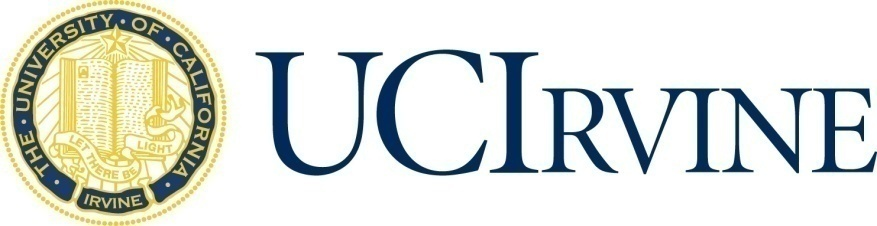 THE · UNIVERSITY · OF · CALIFORNIA
LET THERE BE LIGHT
IRVINE
UCIRVINE